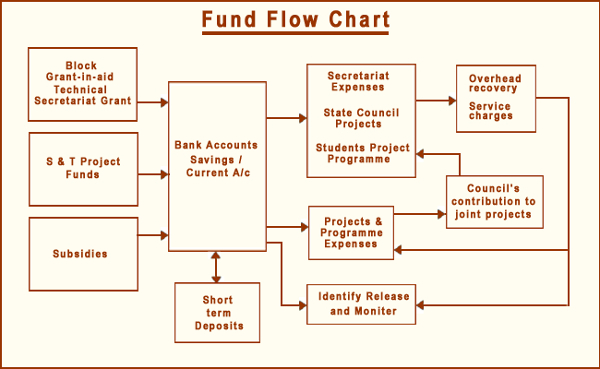 Fund Flow Chart
Block
Grant-in-aid
Technical
Secretariat Grant
S & T Project
Funds
Subsidies
Bank Accounts
Savings /
Current A/c
Short
term
Deposits
Secretariat
Expenses
State Council
Projects
Students Project
Programme
Projects &
Programme
Expenses
Identify Release
and Moniter
Overhead
recovery
Service
charges
Council's
contribution to
joint projects